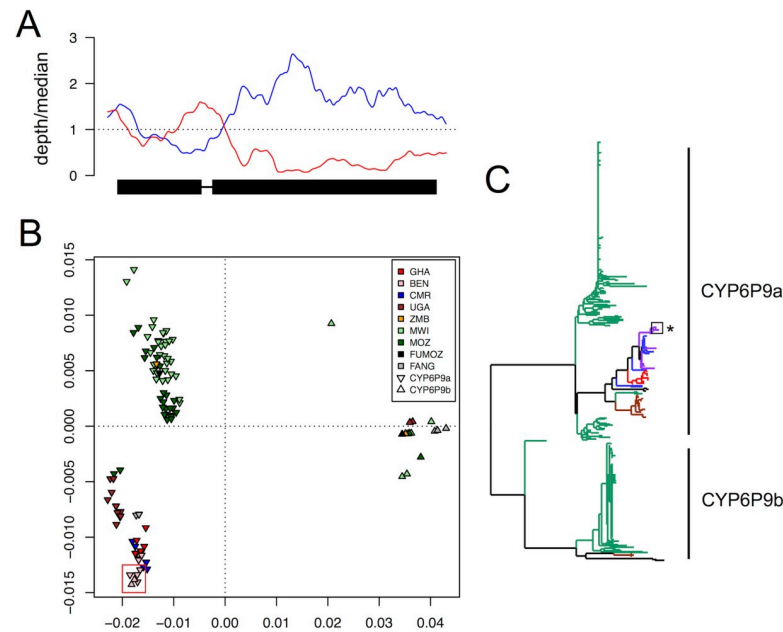 A
depth/median
3
2
1
0
B
0.015
0.010
0.005
0.000
−0.005
−0.010
−0.015
−0.02
−0.01
0.00
0.01
0.02
0.03
0.04
GHA
BEN
CMR
UGA
ZMB
MWI
MOZ
FUMOZ
FANG
CYP6P9a
CYP6P9b
C
CYP6P9a
*
CYP6P9b